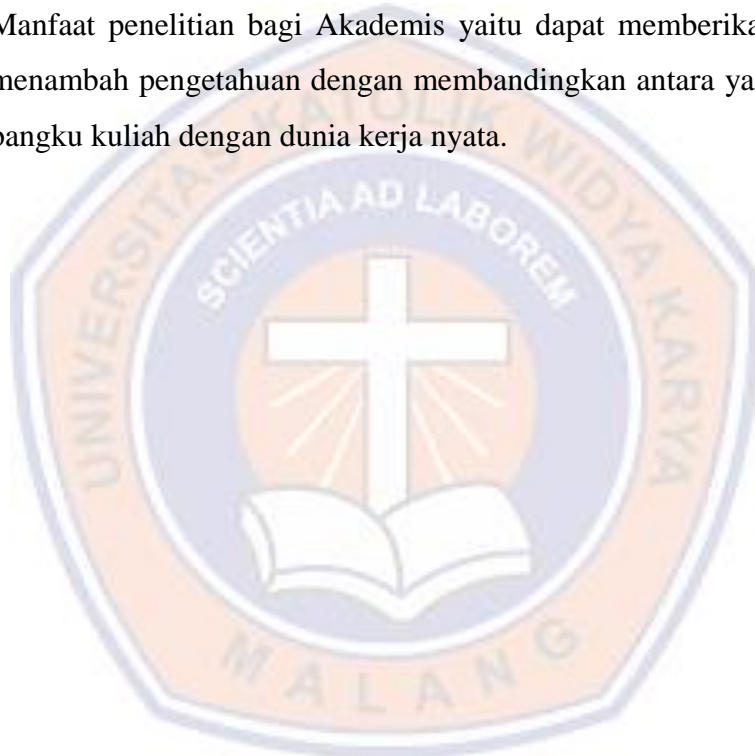 Manfaat penelitian bagi Akademis yaitu dapat memberika
menambah pengetahuan dengan membandingkan antara ya
bangku kuliah dengan dunia kerja nyata.
UNIVERSITAS KATOLIK WIDYA KARYA
SCIENTIA AD LABOREM
MALANG